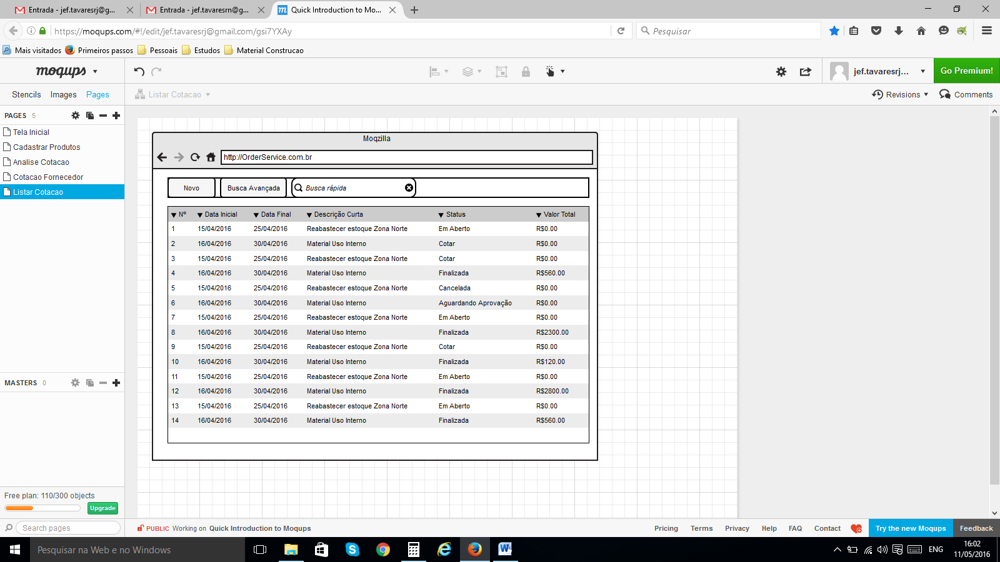 Entrada - jef.tavaresrj@g... Entrada - jef.tavaresrn@g... Quick Introduction to Moq...
https://moqups.com/#!/edit/jef.tavaresrj@gmail.com/gsi7YXAy Pesquisar
Mais visitados Primeiros passos Pessoais Estudos Material Construcao
moqups jef.tavaresrj... Go Premium!
Stencils Images Pages Listar Cotacao Revisions Comments
PAGES 5
Tela Inicial
Cadastrar Produtos
Analise Cotacao
Cotacao Fornecedor
Listar Cotacao
Moqzilla
http://OrderService.com.br
Novo Busca Avançada Busca rápida
Nº Data Inicial Data Final Descrição Curta Status Valor Total
1 15/04/2016 25/04/2016 Reabastecer estoque Zona Norte Em Aberto R$0.00
2 16/04/2016 30/04/2016 Material Uso Interno Cotar R$0.00
3 15/04/2016 25/04/2016 Reabastecer estoque Zona Norte Cotar R$0.00
4 16/04/2016 30/04/2016 Material Uso Interno Finalizada R$560.00
5 15/04/2016 25/04/2016 Reabastecer estoque Zona Norte Cancelada R$0.00
6 16/04/2016 30/04/2016 Material Uso Interno Aguardando Aprovação R$0.00
7 15/04/2016 25/04/2016 Reabastecer estoque Zona Norte Em Aberto R$0.00
8 16/04/2016 30/04/2016 Material Uso Interno Finalizada R$2300.00
9 15/04/2016 25/04/2016 Reabastecer estoque Zona Norte Cotar R$0.00
10 16/04/2016 30/04/2016 Material Uso Interno Finalizada R$120.00
11 15/04/2016 25/04/2016 Reabastecer estoque Zona Norte Em Aberto R$0.00
12 16/04/2016 30/04/2016 Material Uso Interno Finalizada R$2800.00
13 15/04/2016 25/04/2016 Reabastecer estoque Zona Norte Em Aberto R$0.00
14 16/04/2016 30/04/2016 Material Uso Interno Finalizada R$560.00
MASTERS 0
Free plan: 110/300 objects
Upgrade
Search pages
PUBLIC Working on Quick Introduction to Moqups Pricing Terms Privacy Help FAQ Contact Try the new Moqups Feedback
Pesquisar na Web e no Windows ENG 16:02
11/05/2016